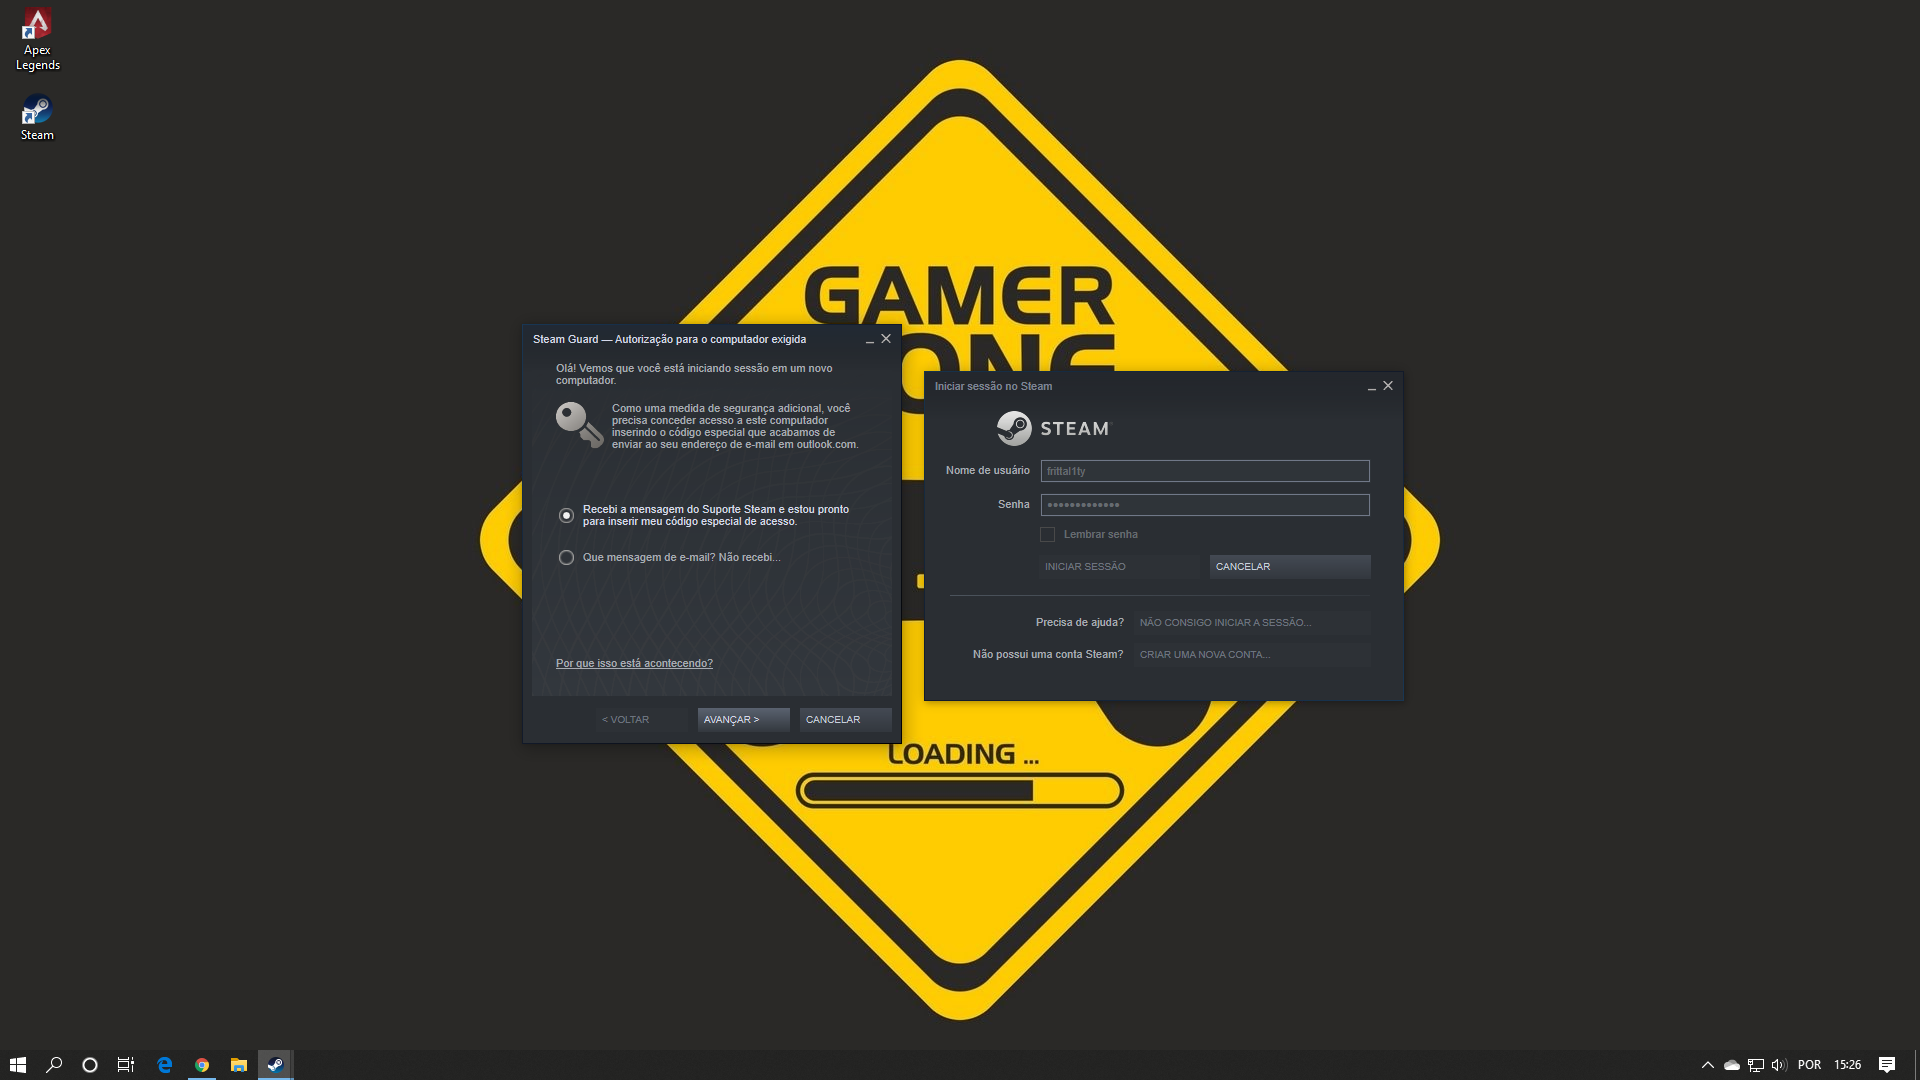 Apex
Legends
Steam
GAMER
Steam Guard — Autorização para o computador exigida
Olá! Vemos que você está iniciando sessão em um novo
computador.
Como uma medida de segurança adicional, você
precisa conceder acesso a este computador
inserindo o código especial que acabamos de
enviar ao seu endereço de e-mail em outlook.com.
Recebi a mensagem do Suporte Steam e estou pronto
para inserir meu código especial de acesso.
Que mensagem de e-mail? Não recebi...
Por que isso está acontecendo?
< VOLTAR
AVANÇAR >
CANCELAR
Iniciar sessão no Steam
STEAM
Nome de usuário
frittal1ty
Senha
Lembrar senha
INICIAR SESSÃO
CANCELAR
Precisa de ajuda?
NÃO CONSIGO INICIAR A SESSÃO...
Não possui uma conta Steam?
CRIAR UMA NOVA CONTA...
LOADING ...
POR
15:26